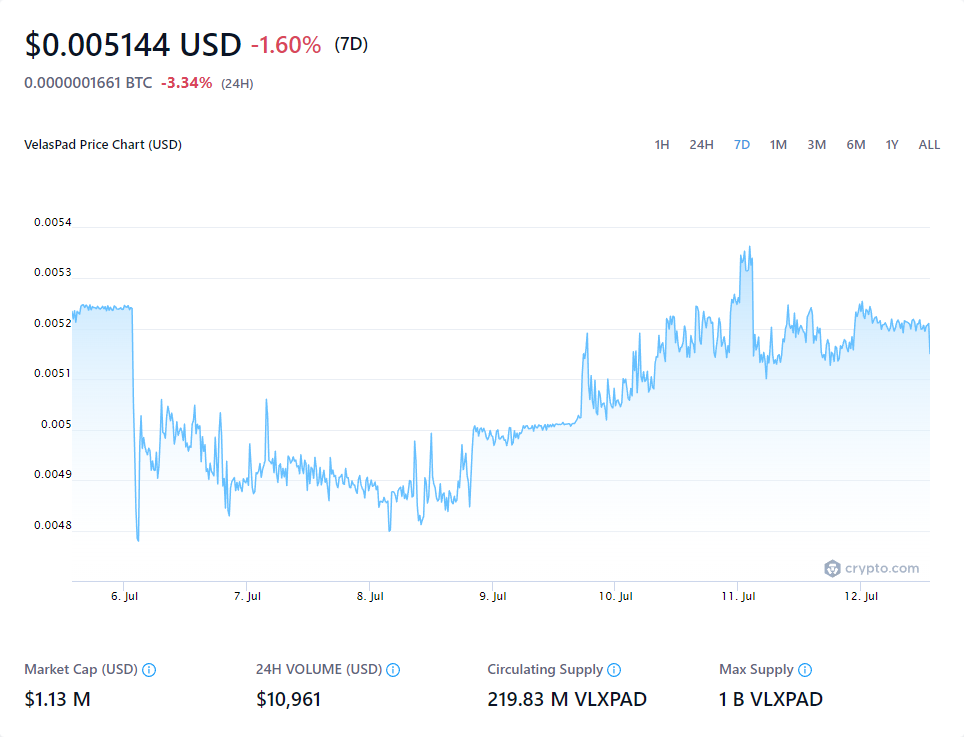 $0.005144 USD -1.60% (7D)
0.0000001661 BTC -3.34% (24H)
VelasPad Price Chart (USD)
1H 24H 7D 1M 3M 6M 1Y ALL
0.0054
0.0053
0.0052
0.0051
0.005
0.0049
0.0048
crypto.com
6. Jul 7. Jul 8. Jul 9. Jul 10. Jul 11. Jul 12. Jul
Market Cap (USD) 24H VOLUME (USD) Circulating Supply Max Supply
$1.13 M $10,961 219.83 M VLXPAD 1 B VLXPAD